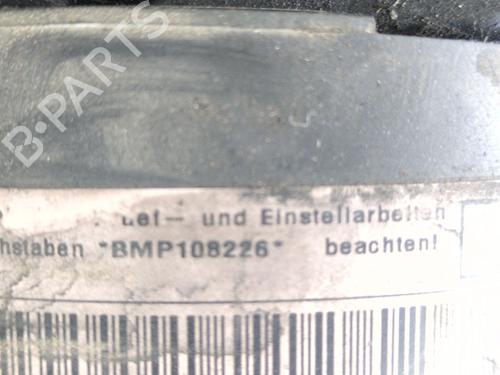 B-PARTS
- und Einstellarbeiten
"BMP108226" beachten!